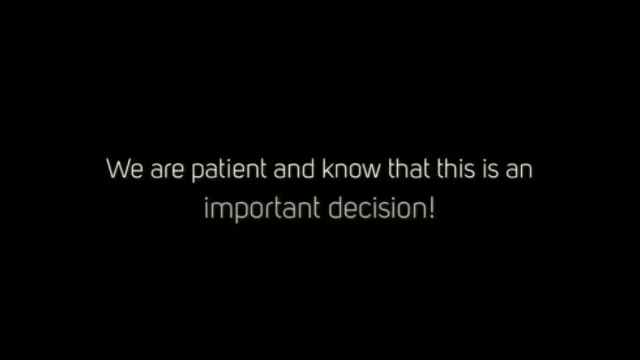 We are patient and know that this is an
important decision!